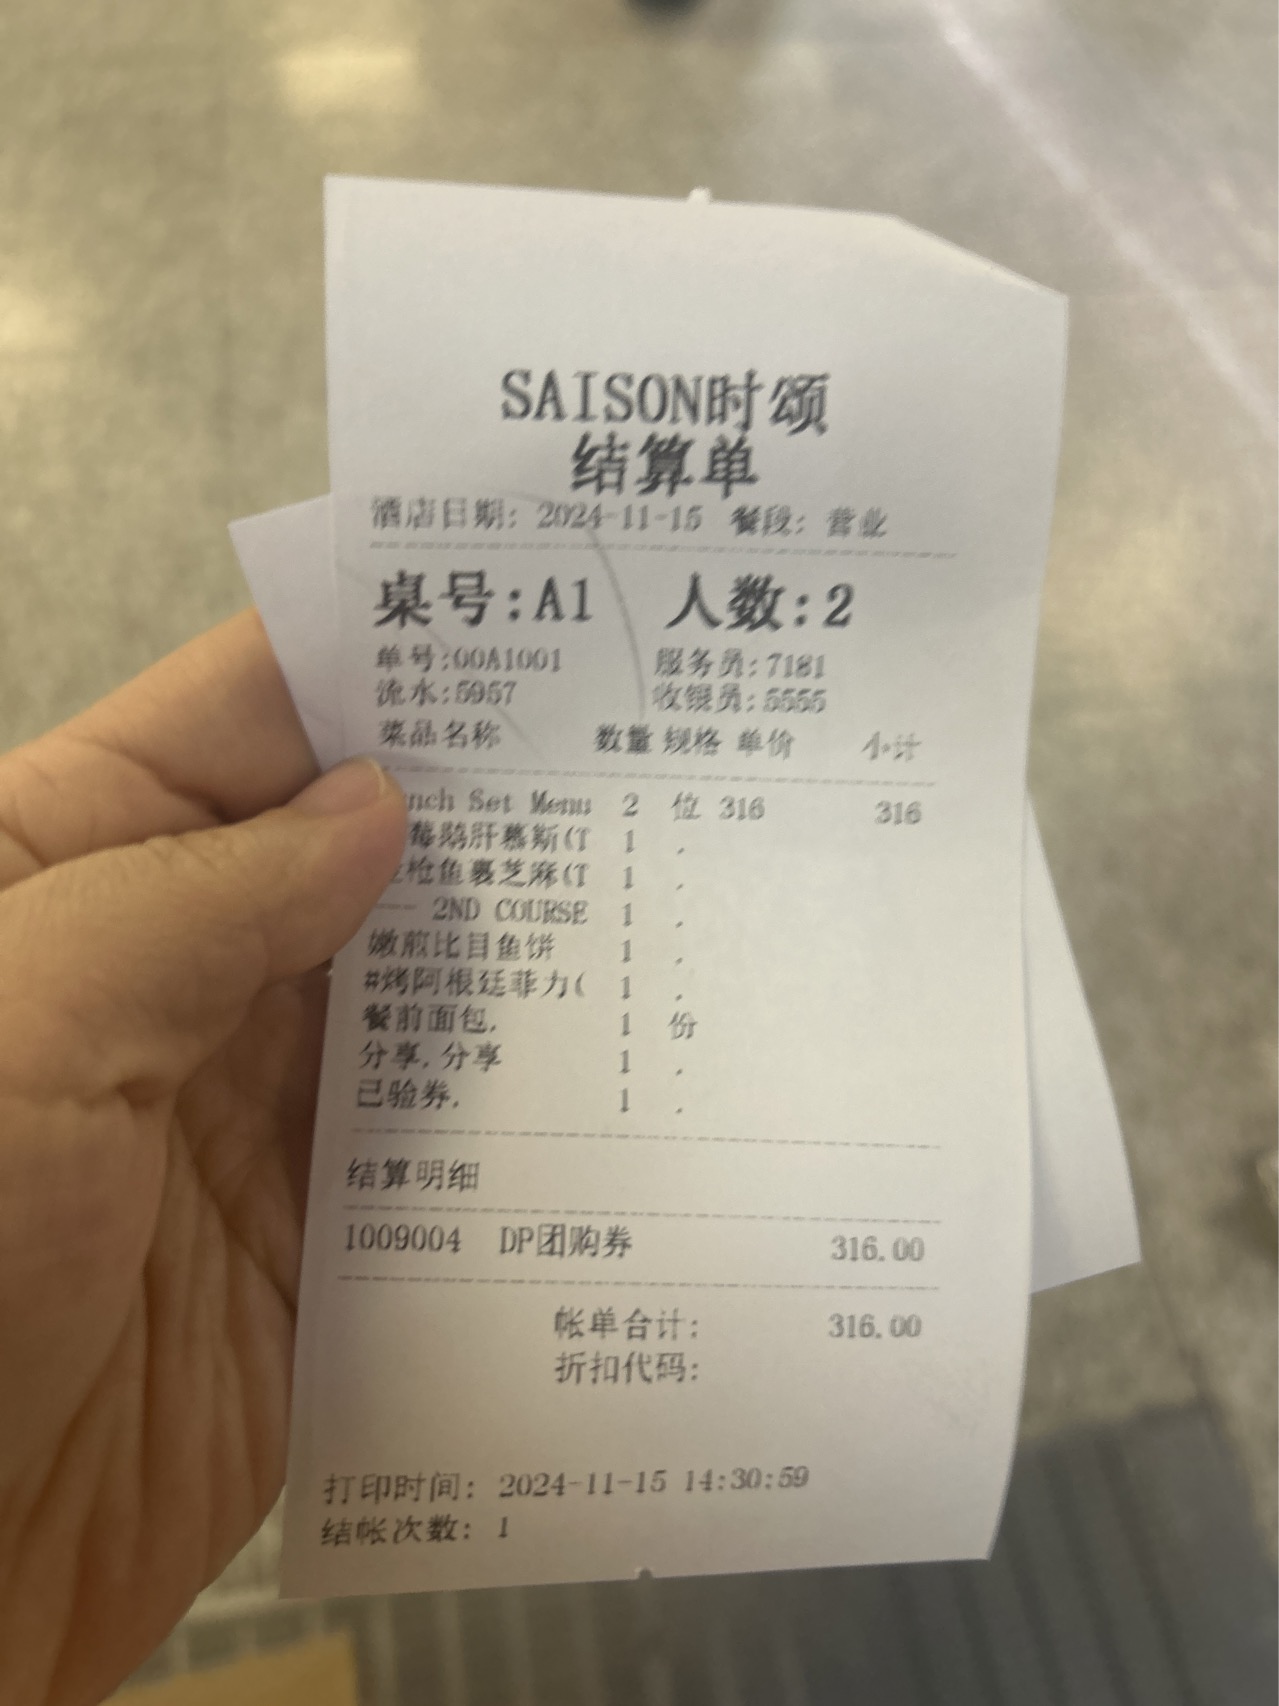 SAISON时颂
结算单
酒店日期: 2024-11-15 餐段: 营业
桌号:A1 人数:2
单号:00A1001 服务员:7181
流水:5957 收银员:5555
菜品名称 数量 规格 单价 小计
nch Set Menu 2 位 316 316
莓鹅肝慕斯(T 1 .
枪鱼裹芝麻(T 1 .
—— 2ND COURSE 1 .
嫩煎比目鱼饼 1 .
#烤阿根廷菲力( 1 .
餐前面包. 1 份
分享.分享 1 .
已验券. 1 .
结算明细
1009004 DP团购券 316.00
帐单合计: 316.00
折扣代码:
打印时间: 2024-11-15 14:30:59
结帐次数: 1